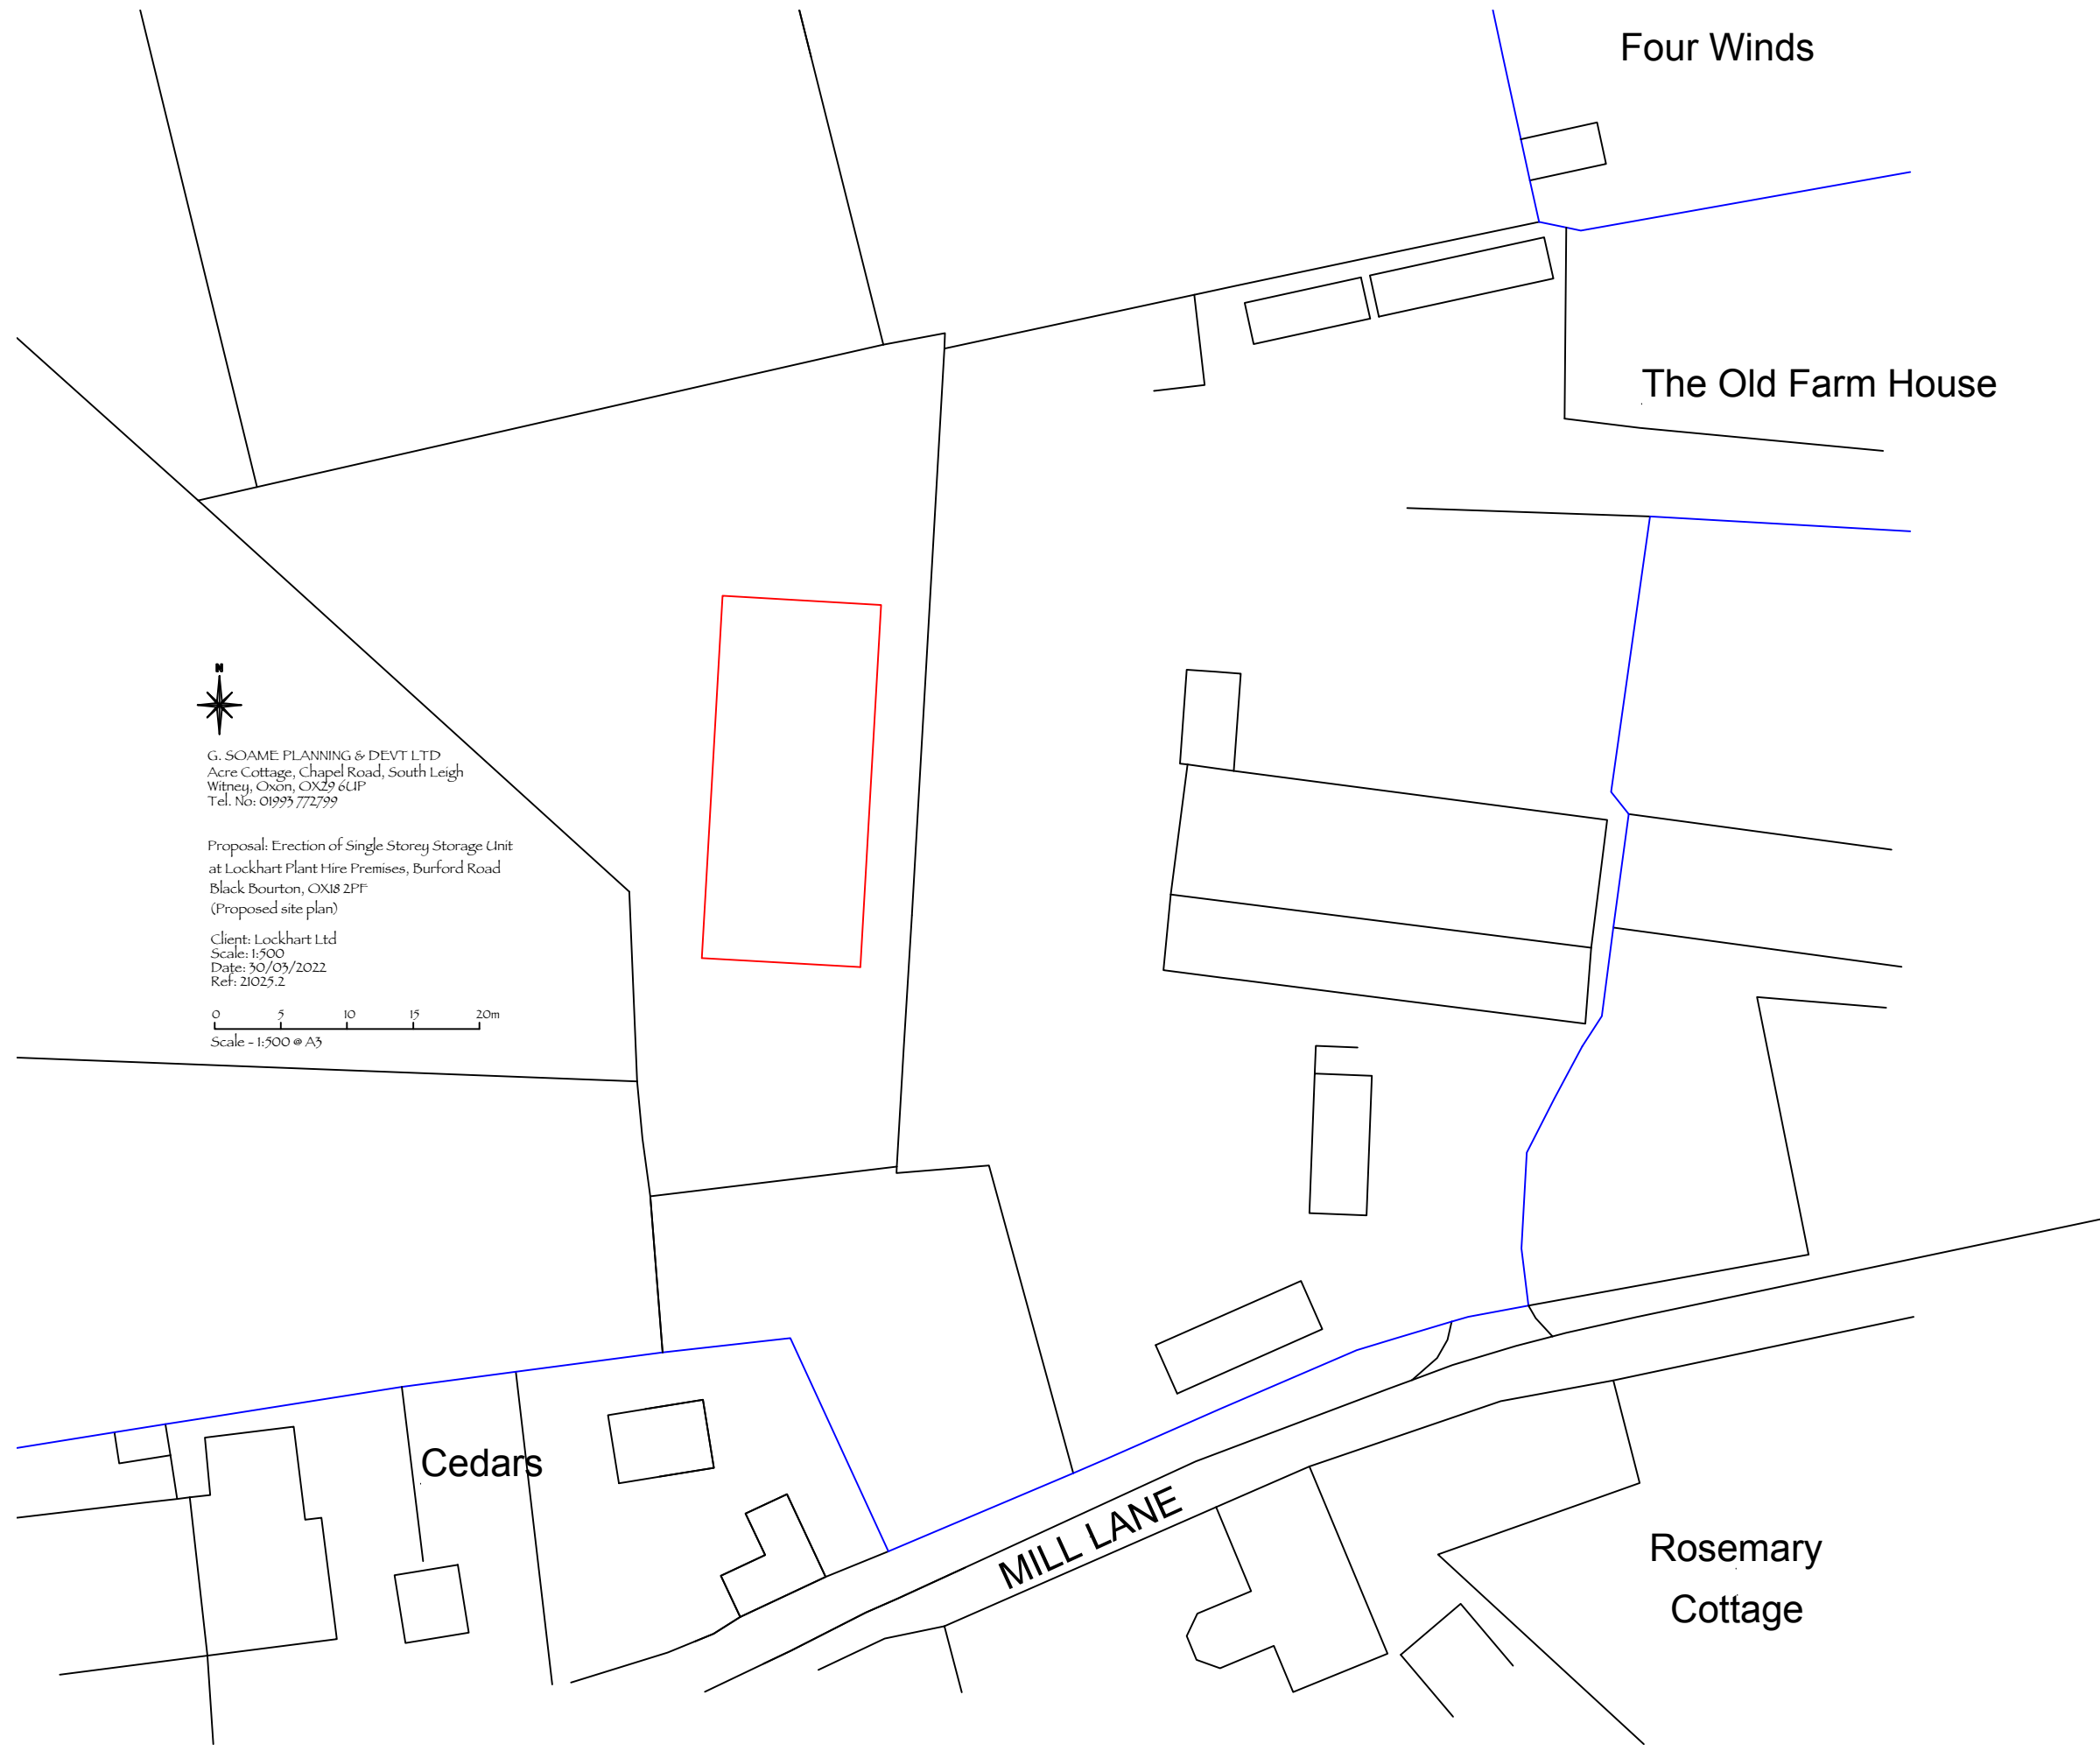 Four Winds
The Old Farm House
N
G. SOAME PLANNING & DEVT LTD
Acre Cottage, Chapel Road, South Leigh
Witney, Oxon, OX29 6UP
Tel. No: 01993 772799
Proposal: Erection of Single Storey Storage Unit
at Lockhart Plant Hire Premises, Burford Road
Black Bourton, OX18 2PF
(Proposed site plan)
Client: Lockhart Ltd
Scale: 1:500
Date: 30/03/2022
Ref: 21025.2
0 5 10 15 20m
Scale - 1:500 @ A3
Cedars
MILL LANE
Rosemary
Cottage